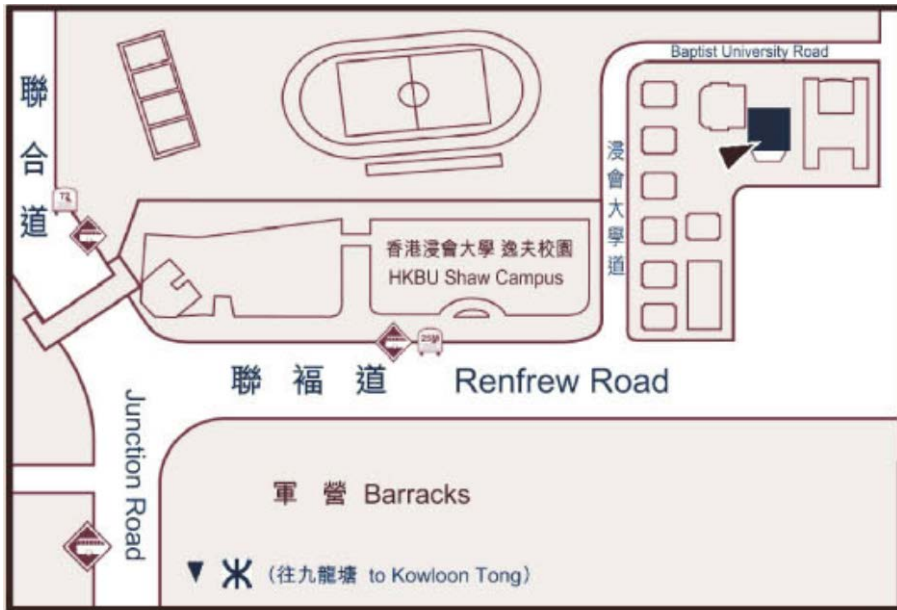 Baptist University Road
聯合道
浸會大學道
香港浸會大學 逸夫校園
HKBU Shaw Campus
聯福道 Renfrew Road
Junction Road
軍營 Barracks
(往九龍塘 to Kowloon Tong)